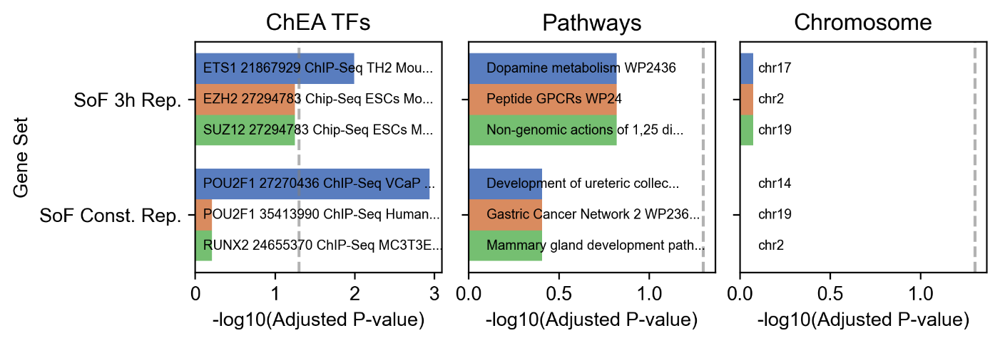 ChEA TFs
Pathways
Chromosome
Gene Set
SoF 3h Rep.
SoF Const. Rep.
ETS1 21867929 ChIP-Seq TH2 Mou...
EZH2 27294783 Chip-Seq ESCs Mo...
SUZ12 27294783 Chip-Seq ESCs M...
POU2F1 27270436 ChIP-Seq VCaP ...
POU2F1 35413990 ChIP-Seq Human...
RUNX2 24655370 ChIP-Seq MC3T3E...
0 1 2 3
-log10(Adjusted P-value)
Dopamine metabolism WP2436
Peptide GPCRs WP24
Non-genomic actions of 1,25 di...
Development of ureteric collec...
Gastric Cancer Network 2 WP236...
Mammary gland development path...
0.0 0.5 1.0
-log10(Adjusted P-value)
chr17
chr2
chr19
chr14
chr19
chr2
0.0 0.5 1.0
-log10(Adjusted P-value)